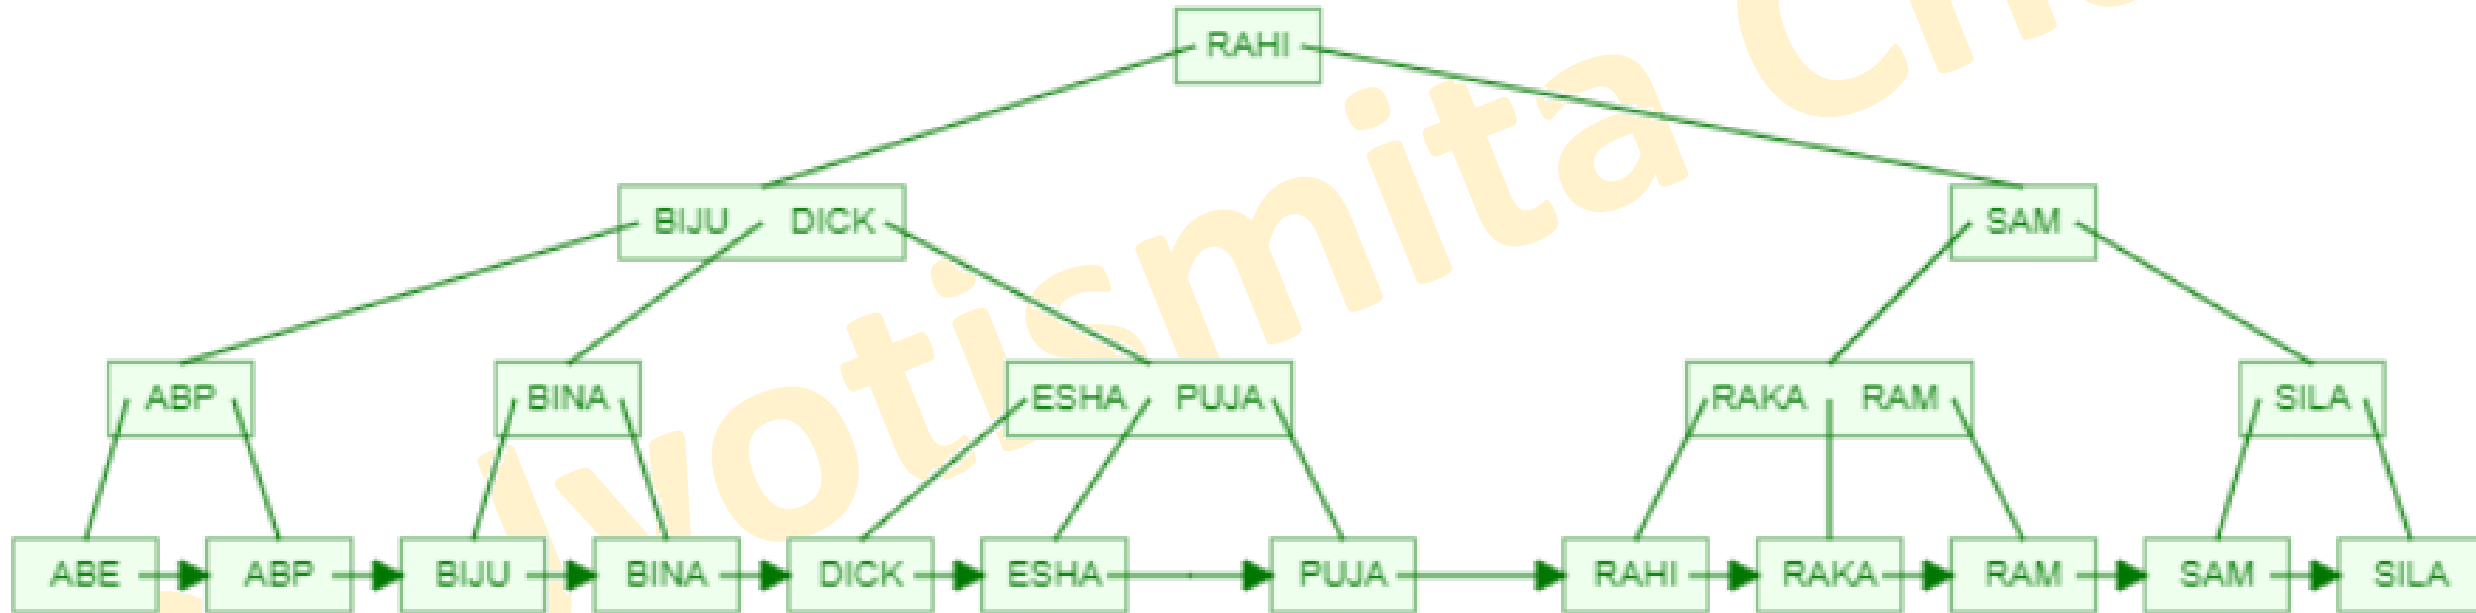 RAHI
BIJU DICK SAM
ABP BINA ESHA PUJA RAKA RAM SILA
ABE ABP BIJU BINA DICK ESHA PUJA RAHI RAKA RAM SAM SILA